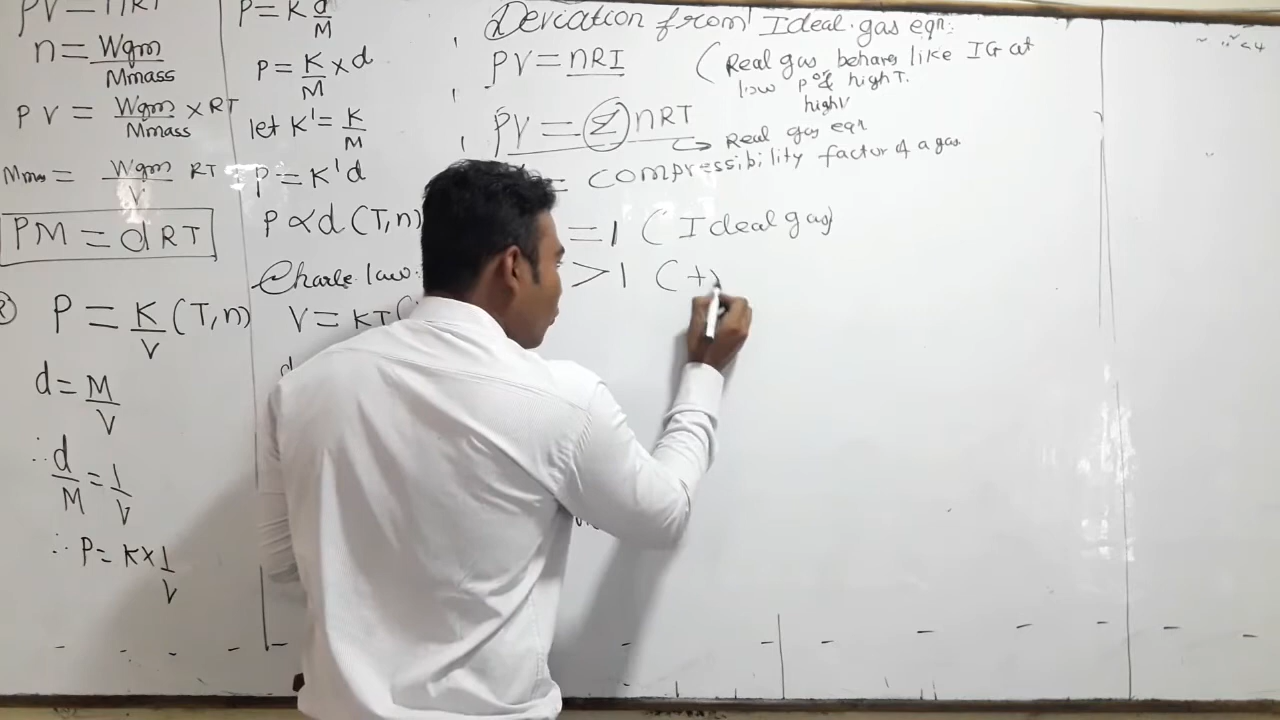 PV = nRT
n = Wgm / Mmass
PV = Wgm / Mmass × RT
Mmass = Wgm / V RT
PM = dRT
P = K / V (T, n)
d = M / V
∴ d / M = 1 / V
∴ P = K × 1 / V
P = K d / M
P = K / M × d
let K' = K / M
P = K'd
P ∝ d (T, n)
Charle law:
V = KT (
d
Deviation from Ideal gas eqn:
PV = nRT
(Real gas behaves like IG at
low P & high T.
or high V
PV = Z nRT
→ Real gas eqn
= compressibility factor of a gas
= 1 (Ideal gas)
> 1 (+)